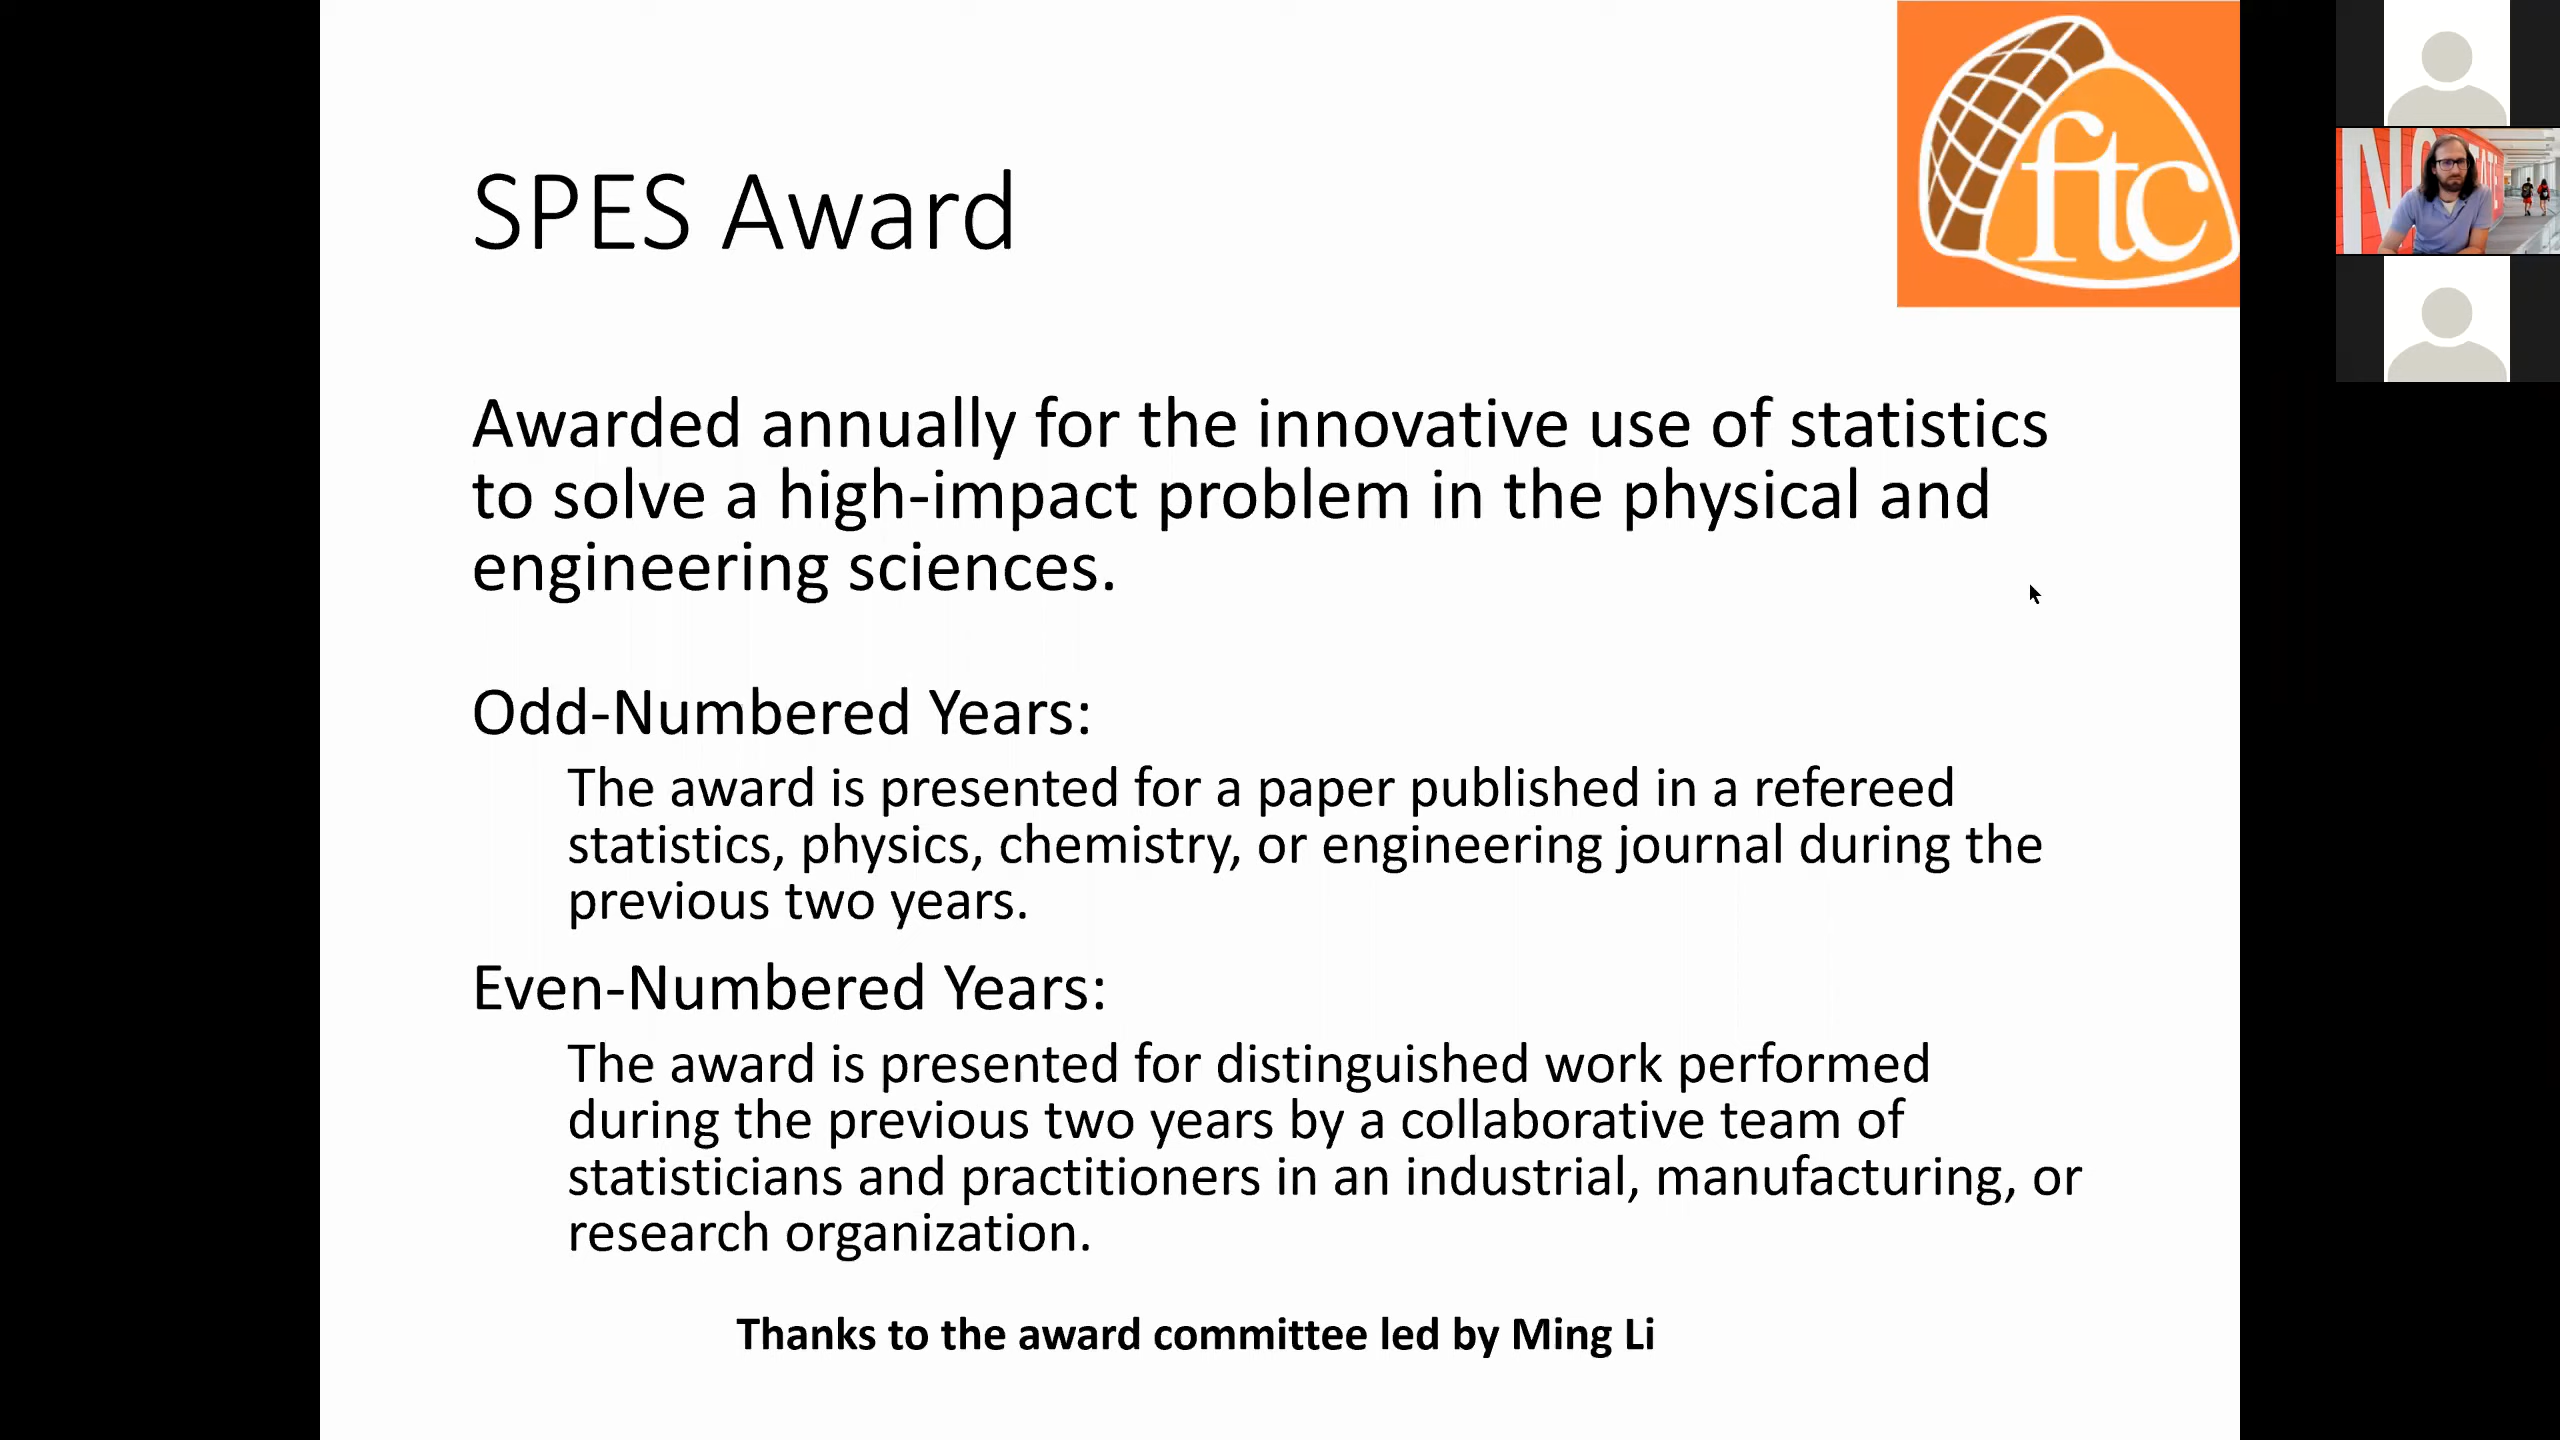 SPES Award
ftc
Awarded annually for the innovative use of statistics
to solve a high-impact problem in the physical and
engineering sciences.
Odd-Numbered Years:
The award is presented for a paper published in a refereed
statistics, physics, chemistry, or engineering journal during the
previous two years.
Even-Numbered Years:
The award is presented for distinguished work performed
during the previous two years by a collaborative team of
statisticians and practitioners in an industrial, manufacturing, or
research organization.
Thanks to the award committee led by Ming Li